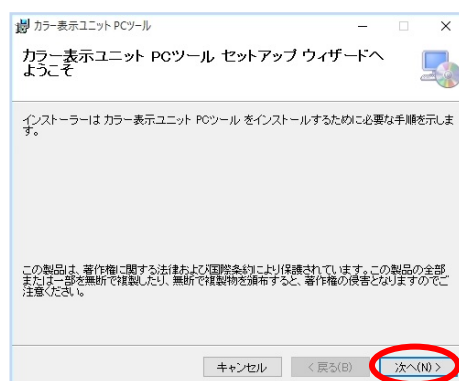 カラー表示ユニット PCツール
カラー表示ユニット PCツール セットアップ ウィザードへ
ようこそ
インストーラーは カラー表示ユニット PCツール をインストールするために必要な手順を示しま
す。
この製品は、著作権に関する法律および国際条約により保護されています。この製品の全部
または一部を無断で複製したり、無断で複製物を頒布すると、著作権の侵害となりますのでご
注意ください。
キャンセル < 戻る(B) 次へ(N) >